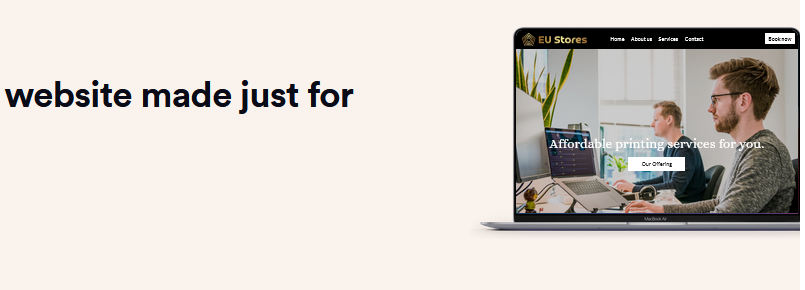 website made just for
EU Stores
Home About us Services Contact
Book now
Affordable printing services for you.
Our Offering
MacBook Air